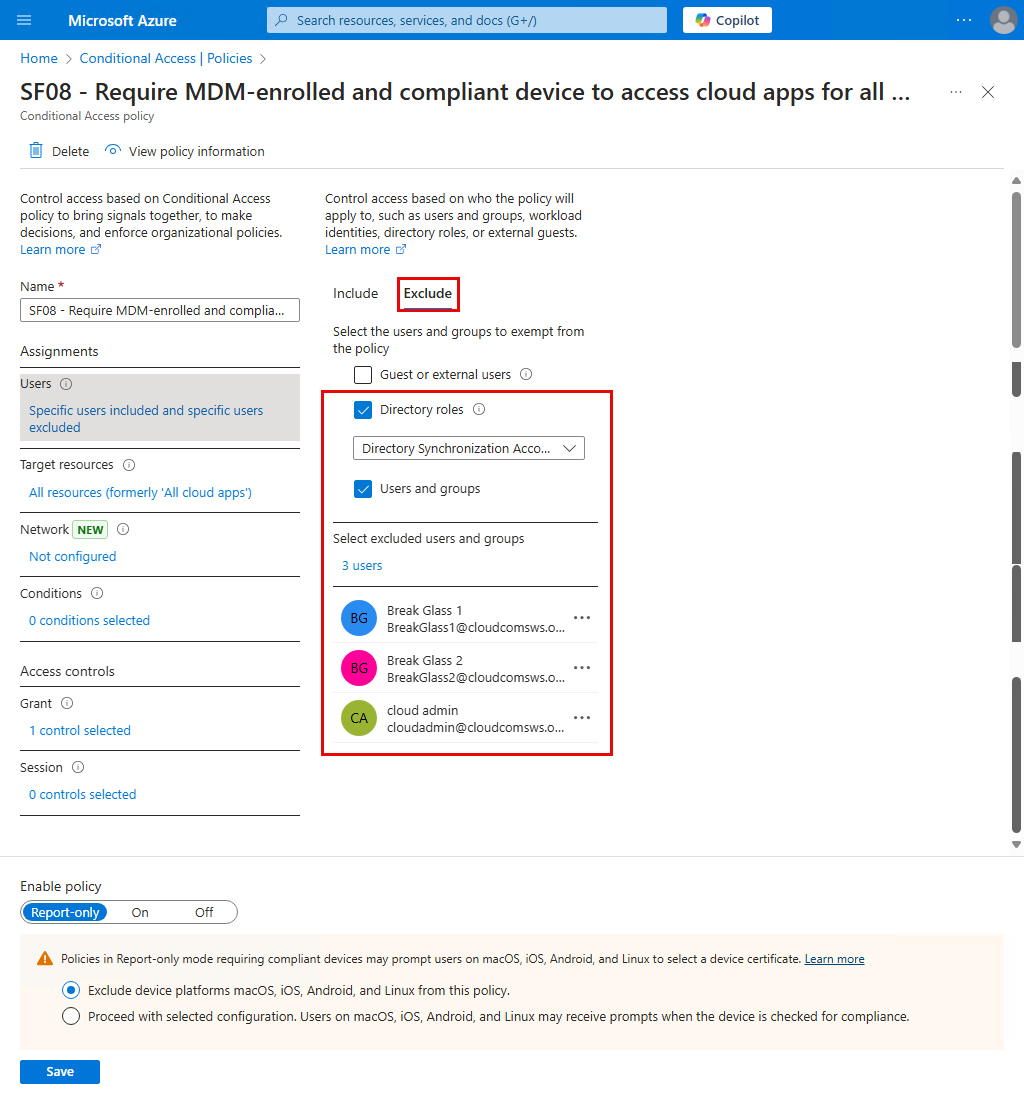 Microsoft Azure
Search resources, services, and docs (G+/)
Copilot
Home > Conditional Access | Policies >
SF08 - Require MDM-enrolled and compliant device to access cloud apps for all ...
Conditional Access policy
Delete
View policy information
Control access based on Conditional Access
policy to bring signals together, to make
decisions, and enforce organizational policies.
Learn more
Name *
SF08 - Require MDM-enrolled and complia...
Assignments
Users
Specific users included and specific users
excluded
Target resources
All resources (formerly 'All cloud apps')
Network NEW
Not configured
Conditions
0 conditions selected
Access controls
Grant
1 control selected
Session
0 controls selected
Control access based on who the policy will
apply to, such as users and groups, workload
identities, directory roles, or external guests.
Learn more
Include
Exclude
Select the users and groups to exempt from
the policy
Guest or external users
Directory roles
Directory Synchronization Acco...
Users and groups
Select excluded users and groups
3 users
BG
Break Glass 1
BreakGlass1@cloudcomsws.o...
BG
Break Glass 2
BreakGlass2@cloudcomsws.o...
CA
cloud admin
cloudadmin@cloudcomsws.o...
Enable policy
Report-only On Off
Policies in Report-only mode requiring compliant devices may prompt users on macOS, iOS, Android, and Linux to select a device certificate. Learn more
Exclude device platforms macOS, iOS, Android, and Linux from this policy.
Proceed with selected configuration. Users on macOS, iOS, Android, and Linux may receive prompts when the device is checked for compliance.
Save